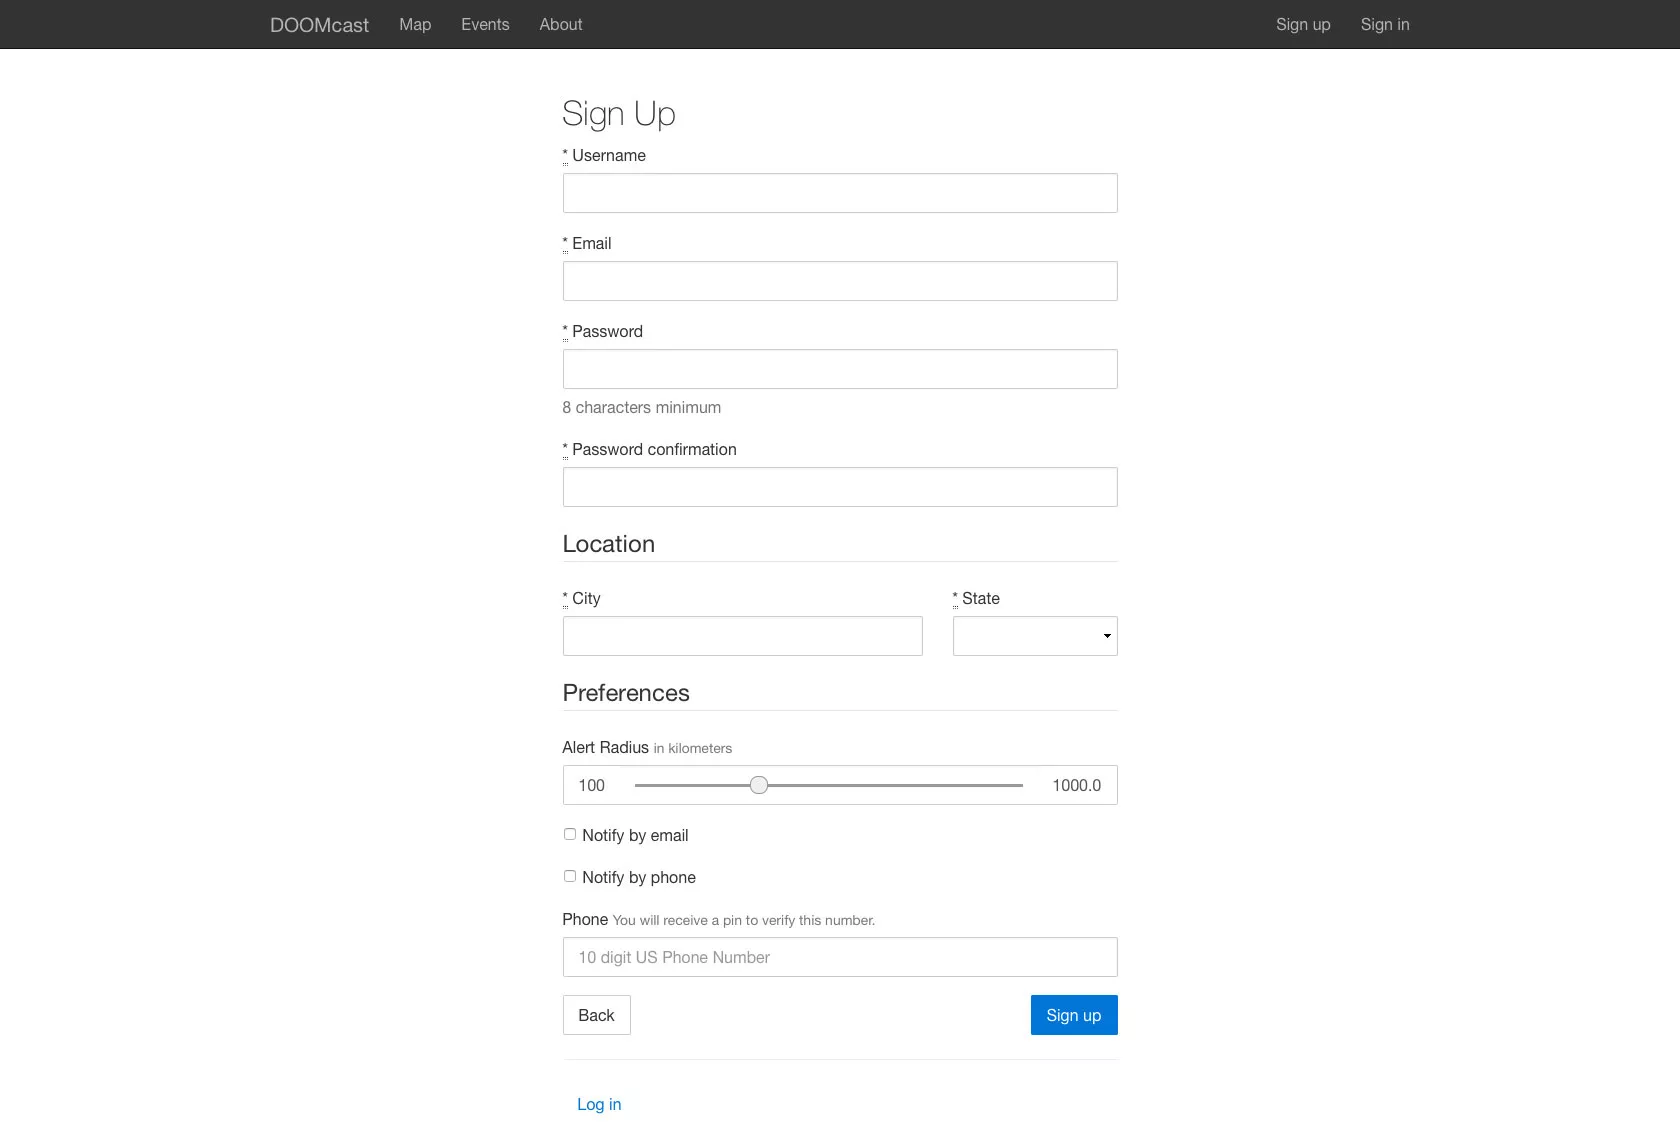 DOOMcast Map Events About Sign up Sign in
Sign Up
* Username
* Email
* Password
8 characters minimum
* Password confirmation
Location
* City * State
Preferences
Alert Radius in kilometers
100 1000.0
Notify by email
Notify by phone
Phone You will receive a pin to verify this number.
10 digit US Phone Number
Back Sign up
Log in